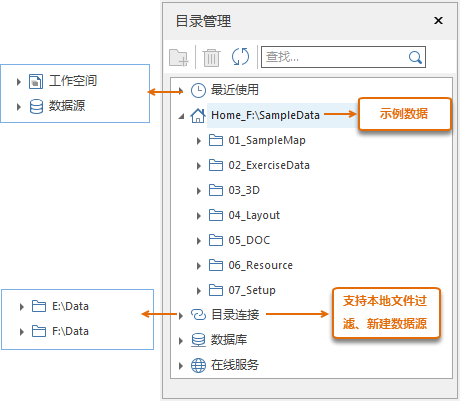 目录管理
查找...
工作空间
数据源
最近使用
Home_F:\SampleData
示例数据
01_SampleMap
02_ExerciseData
03_3D
04_Layout
05_DOC
06_Resource
07_Setup
E:\Data
F:\Data
目录连接
支持本地文件过
滤、新建数据源
数据库
在线服务